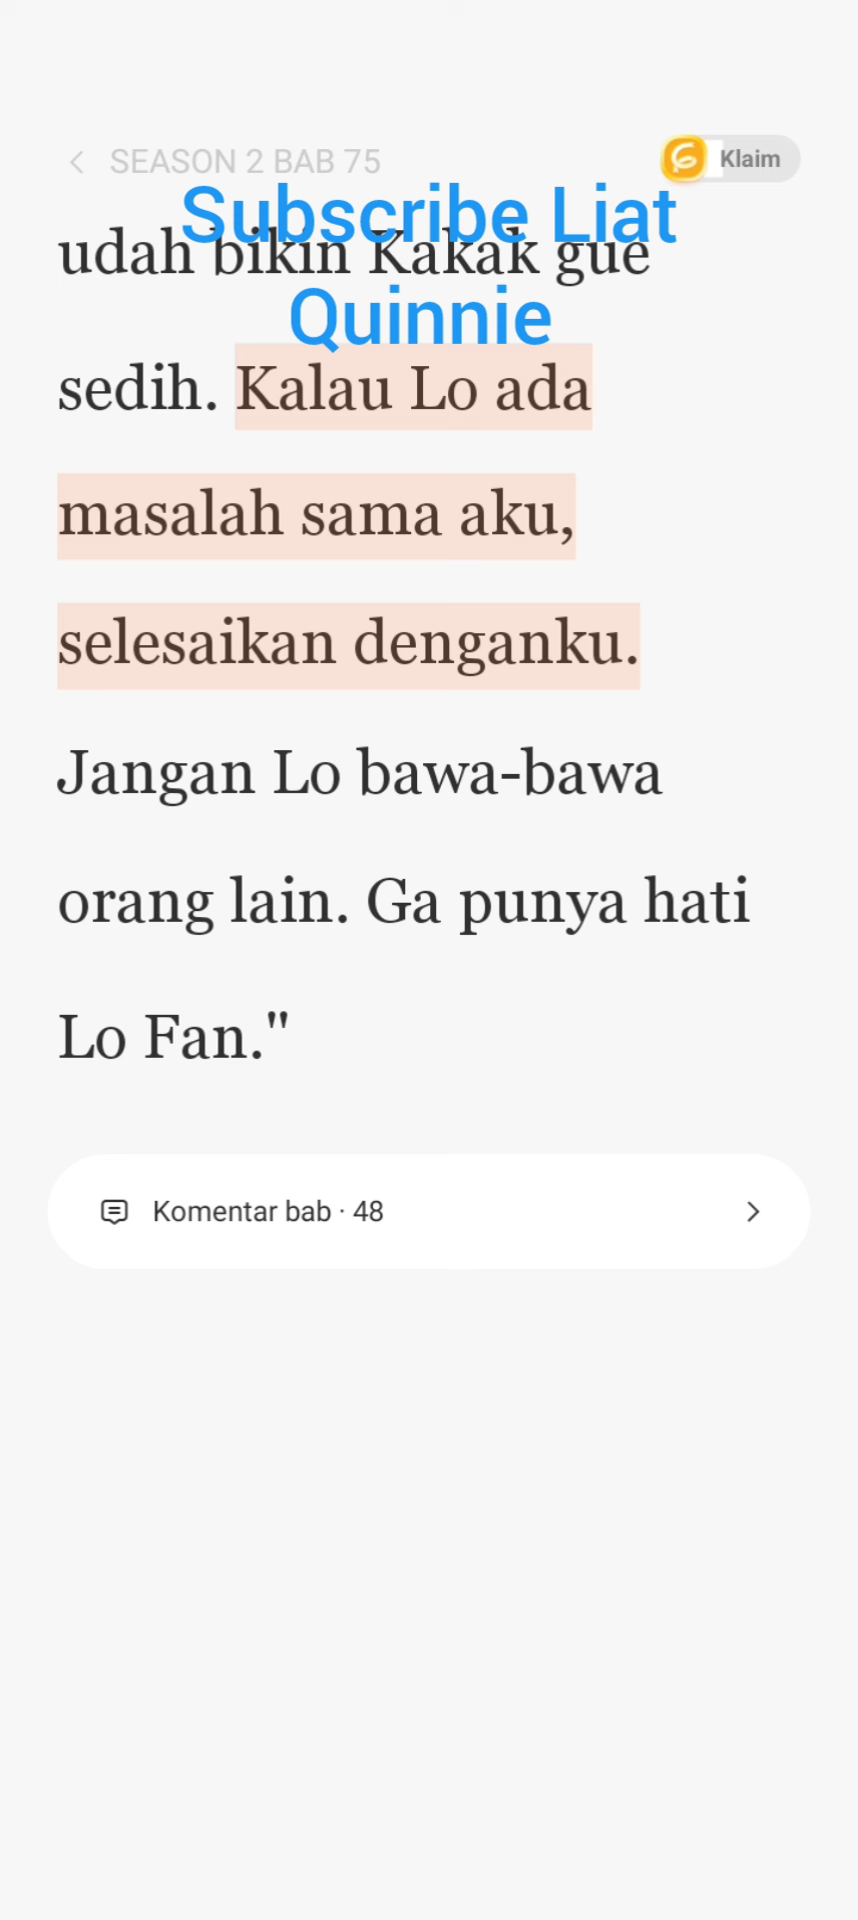 SEASON 2 BAB 75
Klaim
Subscribe Liat
Quinnie
udah bikin Kakak gue
sedih. Kalau Lo ada
masalah sama aku,
selesaikan denganku.
Jangan Lo bawa-bawa
orang lain. Ga punya hati
Lo Fan."
Komentar bab · 48